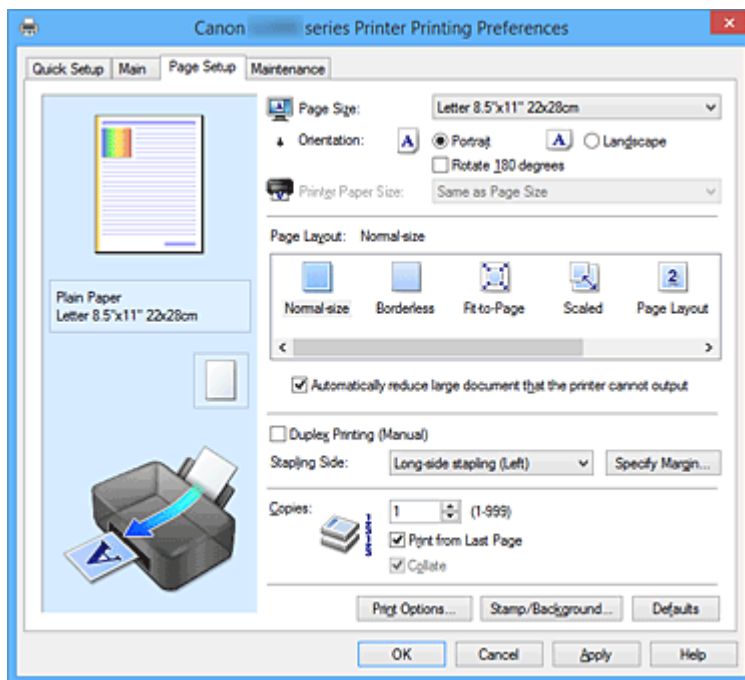 Canon series Printer Printing Preferences
Quick Setup Main Page Setup Maintenance
Page Size: Letter 8.5"x11" 22x28cm
Orientation: A Portrait A Landscape
Rotate 180 degrees
Printer Paper Size: Same as Page Size
Page Layout: Normal-size
2
Normal-size Borderless Fit-to-Page Scaled Page Layout
Plain Paper
Letter 8.5"x11" 22x28cm
Automatically reduce large document that the printer cannot output
Duplex Printing (Manual)
Stapling Side: Long-side stapling (Left) Specify Margin...
Copies: 1 (1-999)
Print from Last Page
Collate
A
Print Options... Stamp/Background... Defaults
OK Cancel Apply Help